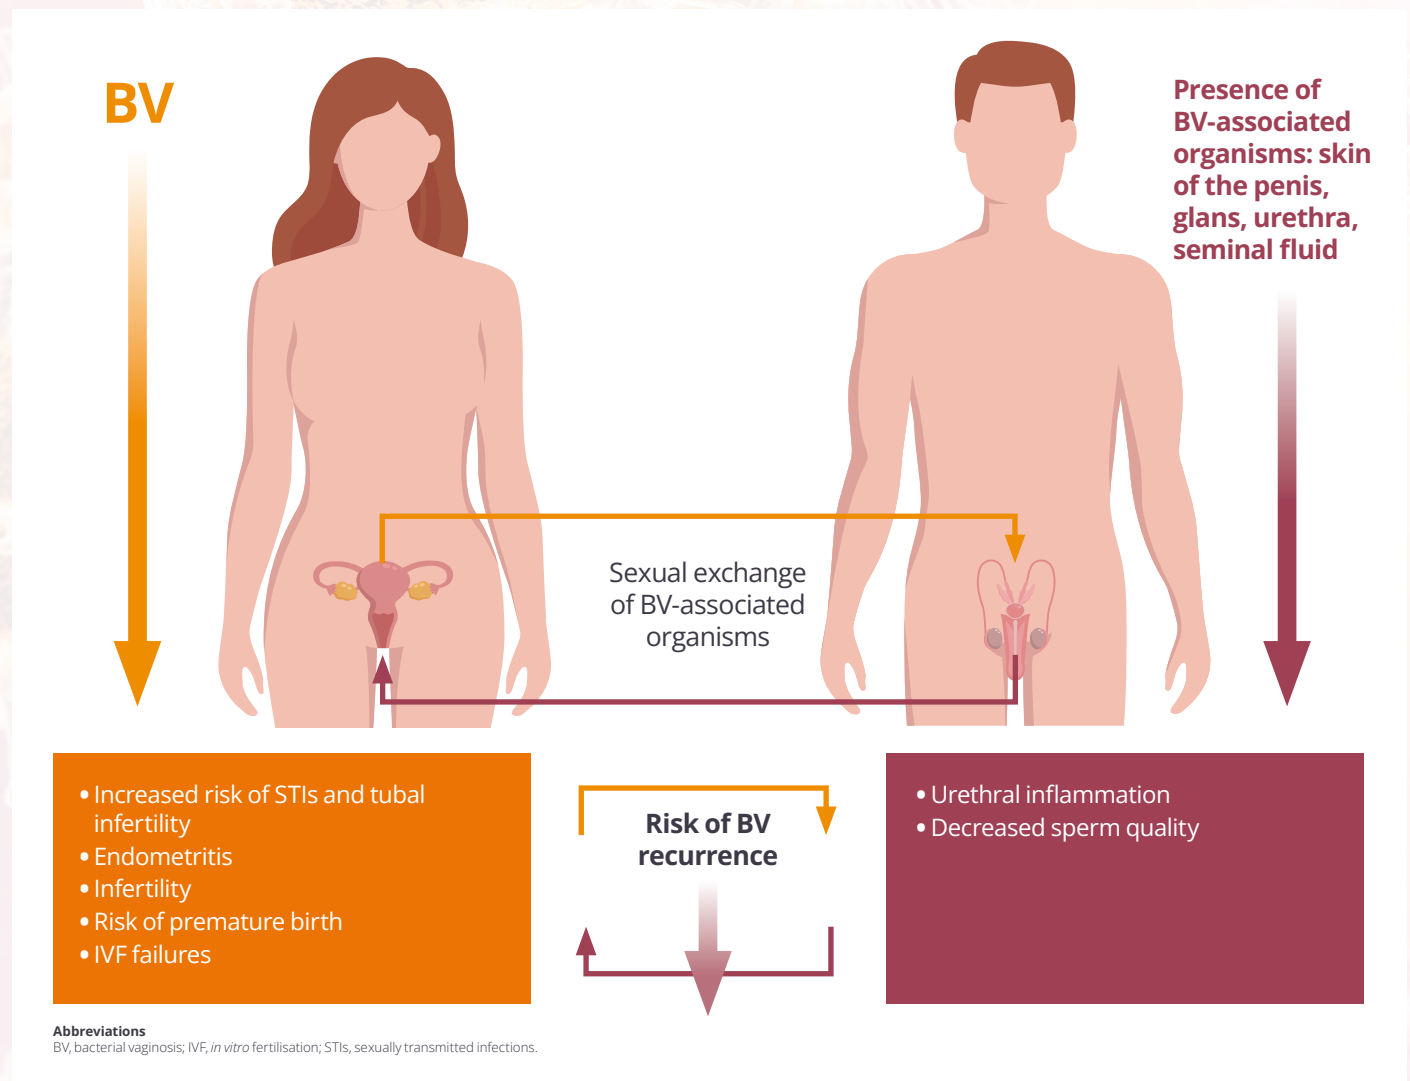 BV
Presence of
BV-associated
organisms: skin
of the penis,
glans, urethra,
seminal fluid
Sexual exchange
of BV-associated
organisms
• Increased risk of STIs and tubal
infertility
• Endometritis
• Infertility
• Risk of premature birth
• IVF failures
Risk of BV
recurrence
• Urethral inflammation
• Decreased sperm quality
Abbreviations
BV, bacterial vaginosis; IVF, in vitro fertilisation; STIs, sexually transmitted infections.